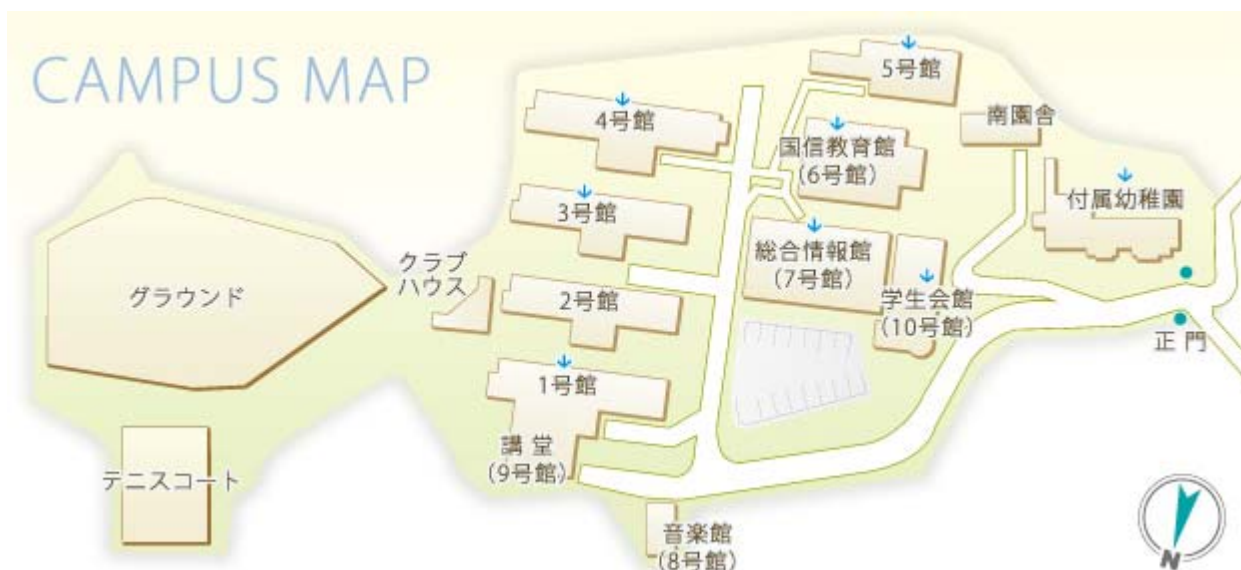 CAMPUS MAP
5号館
4号館
南園舎
国信教育館
(6号館)
付属幼稚園
3号館
総合情報館
(7号館)
クラブ
ハウス
グラウンド
2号館
学生会館
(10号館)
正門
1号館
講堂
(9号館)
テニスコート
音楽館
(8号館)
N